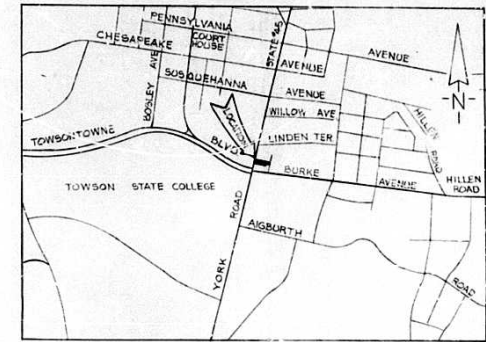 PENNSYLVANIA
CHESAPEAKE
COURT
HOUSE
STATE #45
AVENUE
AVENUE
BOSLEY AVE
SUSQUEHANNA
AVENUE
WILLOW AVE
LOCATION
LINDEN TER.
HILLEN
ROAD
N
TOWSONTOWNE
BLVD.
BURKE
AVENUE
HILLEN
ROAD
TOWSON STATE COLLEGE
YORK
ROAD
AIGBURTH
ROAD